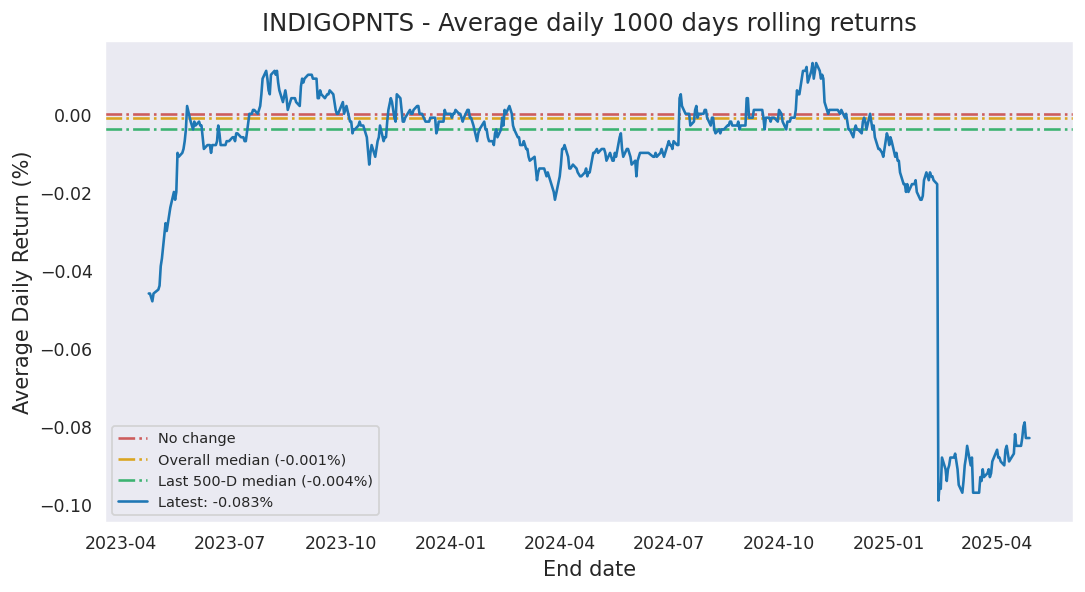 INDIGOPNTS - Average daily 1000 days rolling returns
Average Daily Return (%)
0.00
−0.02
−0.04
−0.06
−0.08
−0.10
No change
Overall median (-0.001%)
Last 500-D median (-0.004%)
Latest: -0.083%
2023-04 2023-07 2023-10 2024-01 2024-04 2024-07 2024-10 2025-01 2025-04
End date